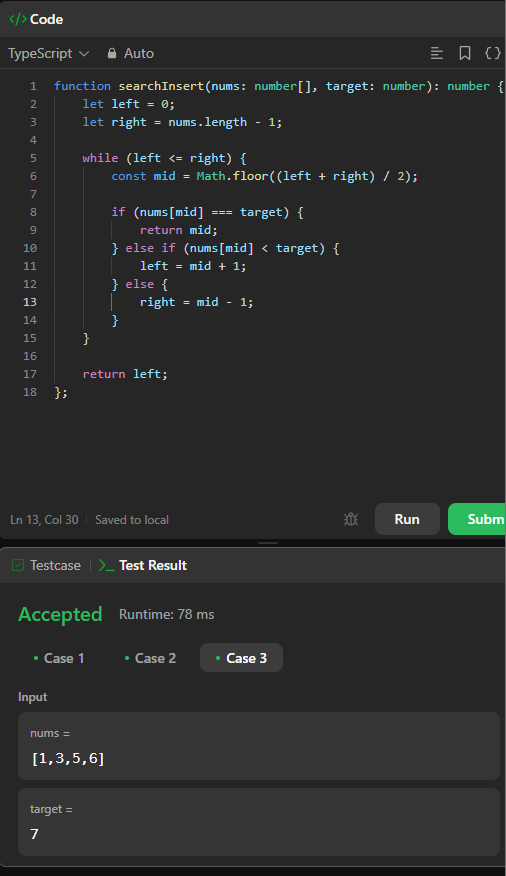 </> Code
TypeScript Auto
1 function searchInsert(nums: number[], target: number): number {
2 let left = 0;
3 let right = nums.length - 1;
4
5 while (left <= right) {
6 const mid = Math.floor((left + right) / 2);
7
8 if (nums[mid] === target) {
9 return mid;
10 } else if (nums[mid] < target) {
11 left = mid + 1;
12 } else {
13 right = mid - 1;
14 }
15 }
16
17 return left;
18 };
Ln 13, Col 30 | Saved to local Run Subm
Testcase | >_ Test Result
Accepted Runtime: 78 ms
• Case 1 • Case 2 • Case 3
Input
nums =
[1,3,5,6]
target =
7